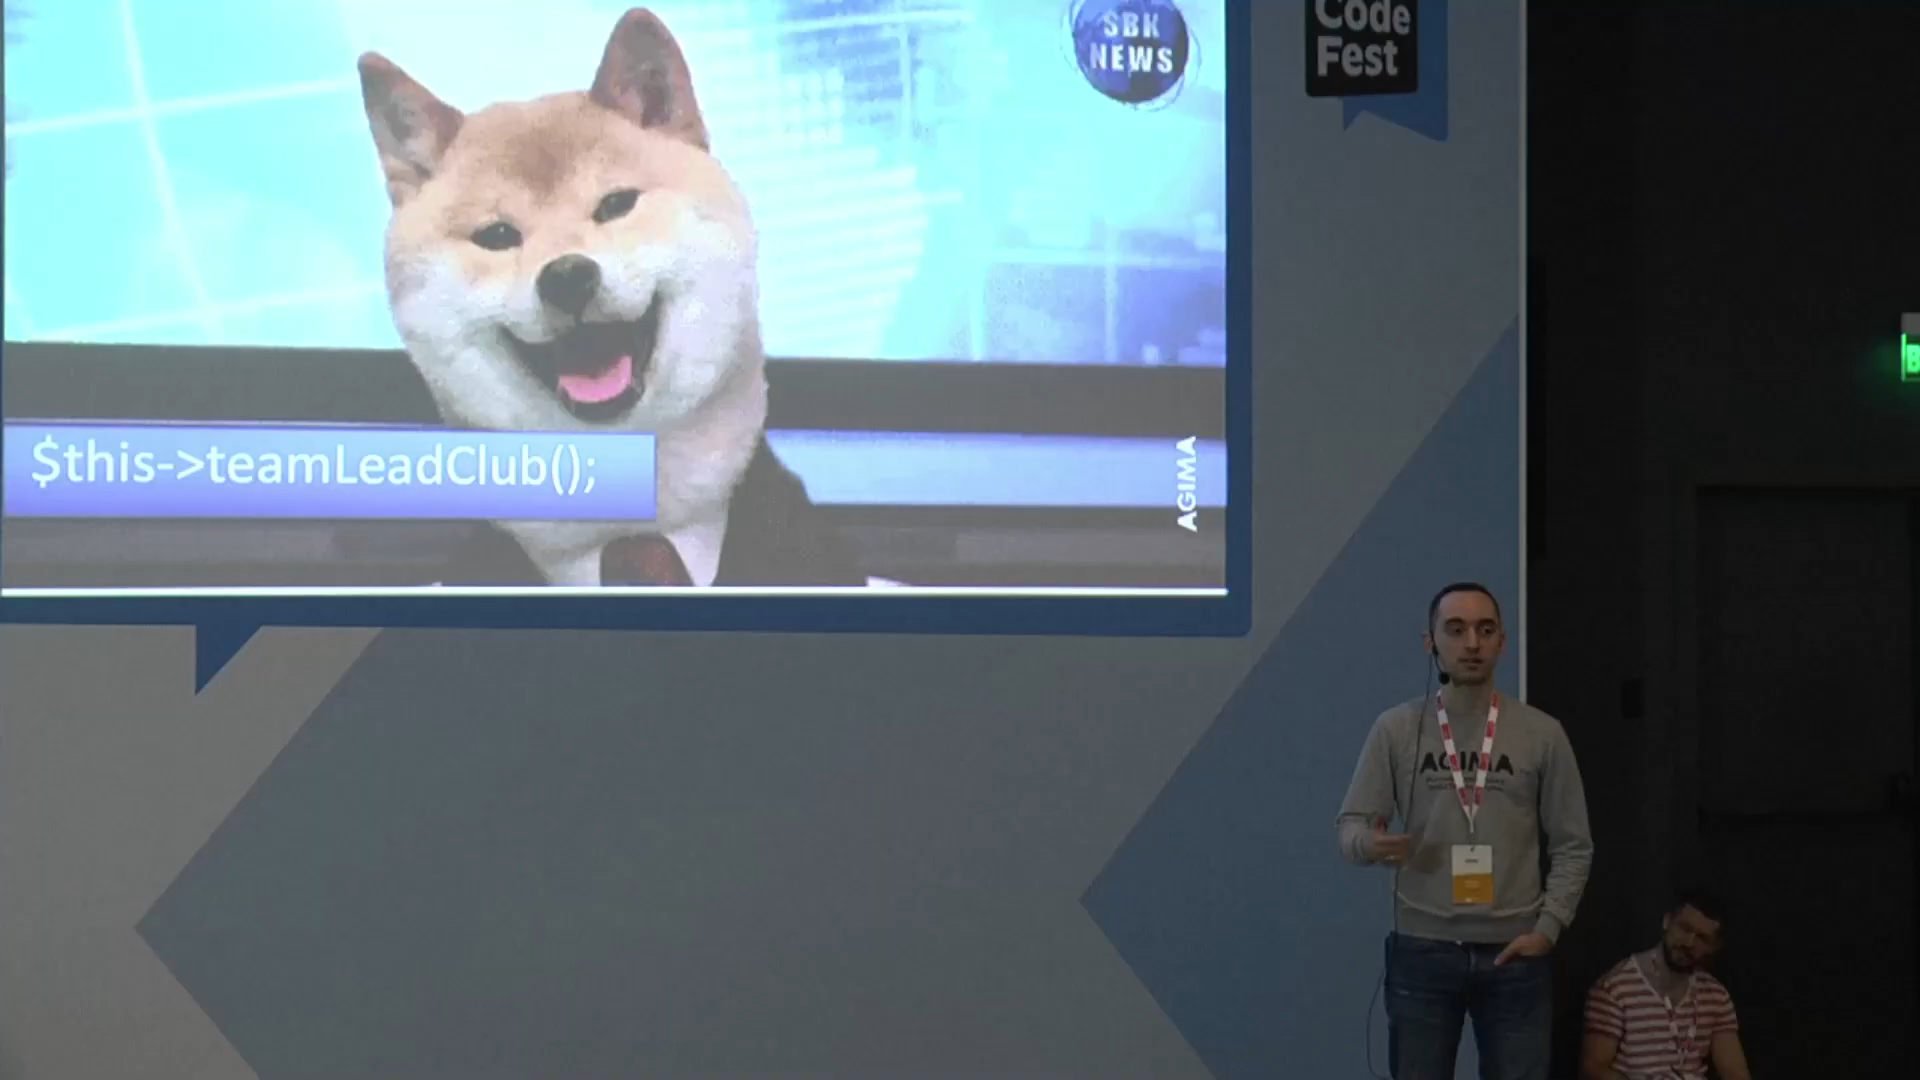 SBK
NEWS
Code
Fest
$this->teamLeadClub();
AGIMA
AGIMA